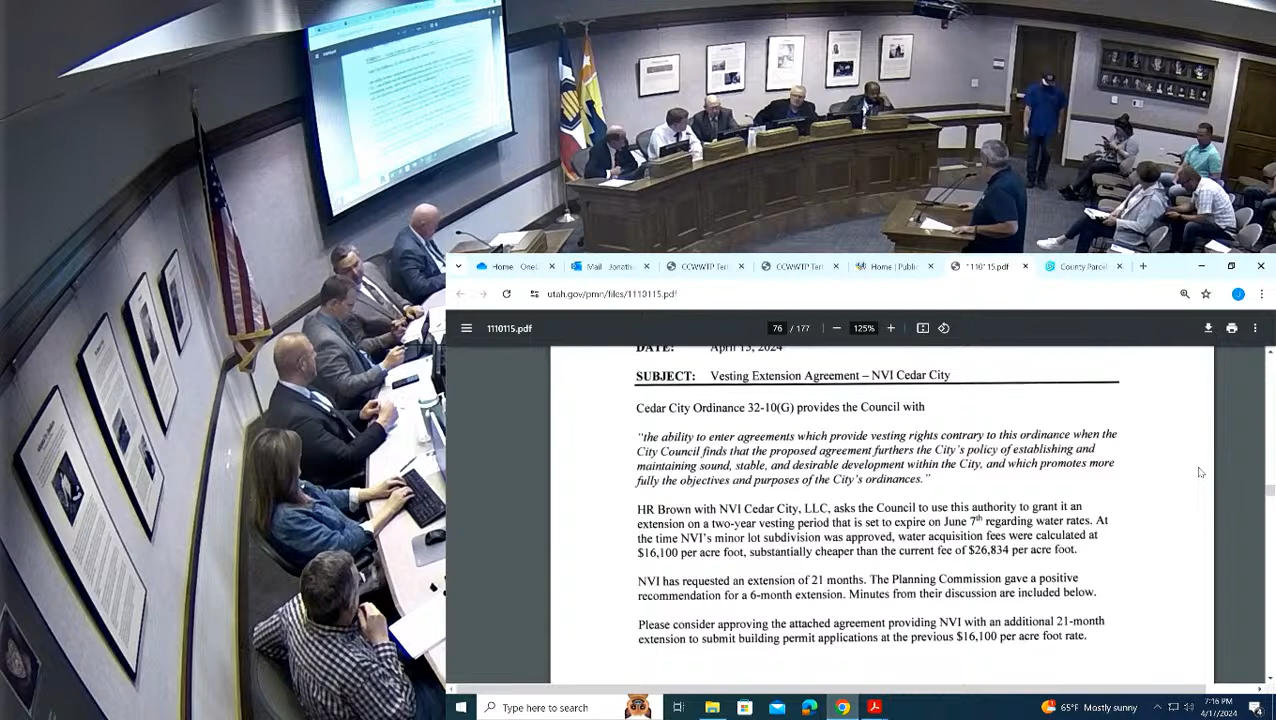 Home OneL
Mail Jonatha
CCWWTP Ter
CCWWTP Ter
Home | Public
*1110115.pdf
County Parcel
utah.gov/pmn/files/1110115.pdf
1110115.pdf
76 / 177
125%
DATE: April 15, 2024
SUBJECT: Vesting Extension Agreement – NVI Cedar City
Cedar City Ordinance 32-10(G) provides the Council with
"the ability to enter agreements which provide vesting rights contrary to this ordinance when the
City Council finds that the proposed agreement furthers the City's policy of establishing and
maintaining sound, stable, and desirable development within the City, and which promotes more
fully the objectives and purposes of the City's ordinances."
HR Brown with NVI Cedar City, LLC, asks the Council to use this authority to grant it an
extension on a two-year vesting period that is set to expire on June 7th regarding water rates. At
the time NVI's minor lot subdivision was approved, water acquisition fees were calculated at
$16,100 per acre foot, substantially cheaper than the current fee of $26,834 per acre foot.
NVI has requested an extension of 21 months. The Planning Commission gave a positive
recommendation for a 6-month extension. Minutes from their discussion are included below.
Please consider approving the attached agreement providing NVI with an additional 21-month
extension to submit building permit applications at the previous $16,100 per acre foot rate.
Type here to search
65°F Mostly sunny
7:16 PM
4/17/2024